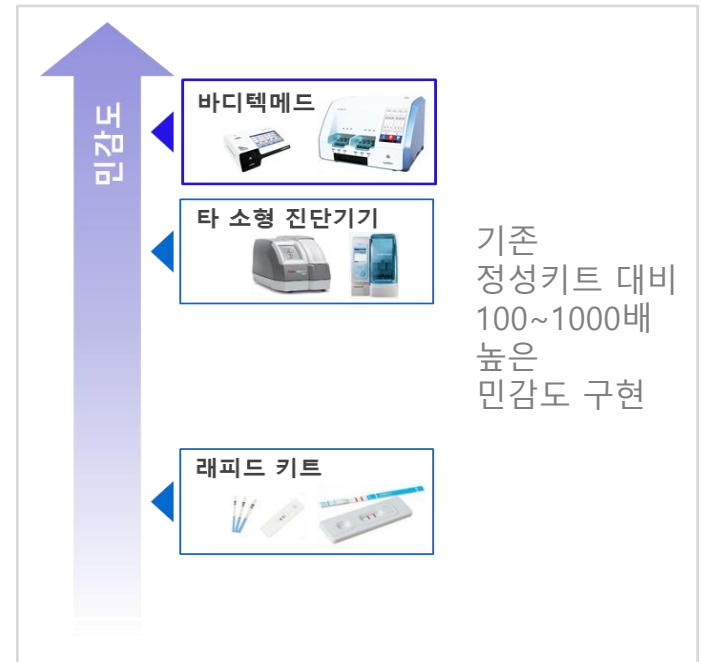 민감도
바디텍메드
타 소형 진단기기
기존
정성키트 대비
100~1000배
높은
민감도 구현
래피드 키트